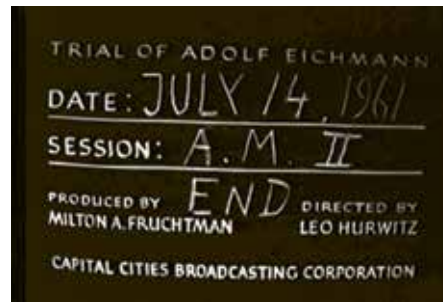 TRIAL OF ADOLF EICHMANN
DATE: JULY 14, 1961
SESSION: A.M. II
END
PRODUCED BY
MILTON A. FRUCHTMAN
DIRECTED BY
LEO HURWITZ
CAPITAL CITIES BROADCASTING CORPORATION